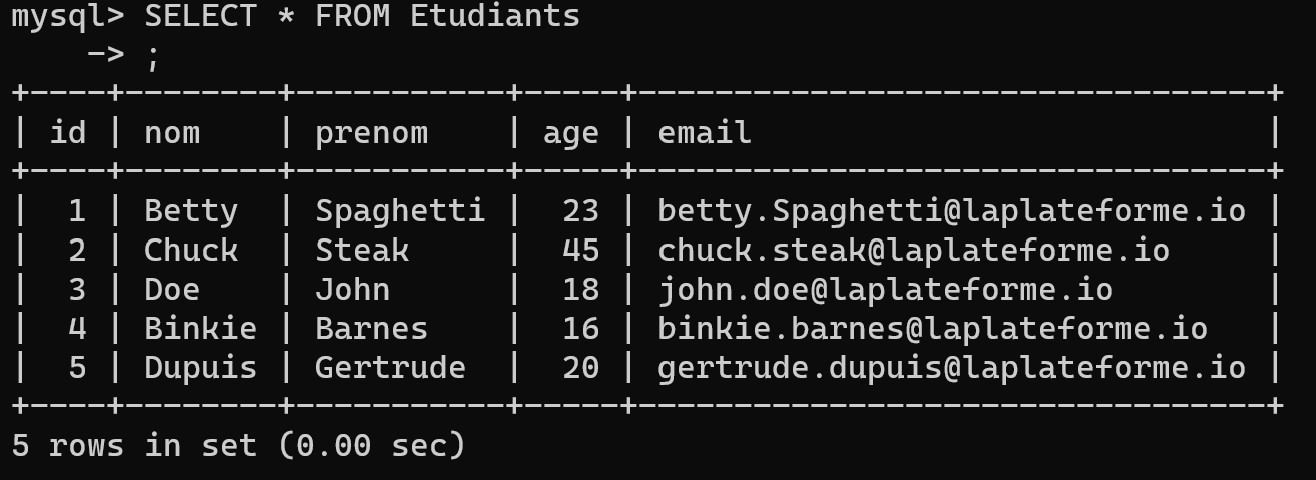 mysql> SELECT * FROM Etudiants
    -> ;
+----+--------+-----------+-----+---------------------------------+
| id | nom    | prenom    | age | email                           |
+----+--------+-----------+-----+---------------------------------+
|  1 | Betty  | Spaghetti |  23 | betty.Spaghetti@laplateforme.io |
|  2 | Chuck  | Steak     |  45 | chuck.steak@laplateforme.io     |
|  3 | Doe    | John      |  18 | john.doe@laplateforme.io        |
|  4 | Binkie | Barnes    |  16 | binkie.barnes@laplateforme.io   |
|  5 | Dupuis | Gertrude  |  20 | gertrude.dupuis@laplateforme.io |
+----+--------+-----------+-----+---------------------------------+
5 rows in set (0.00 sec)